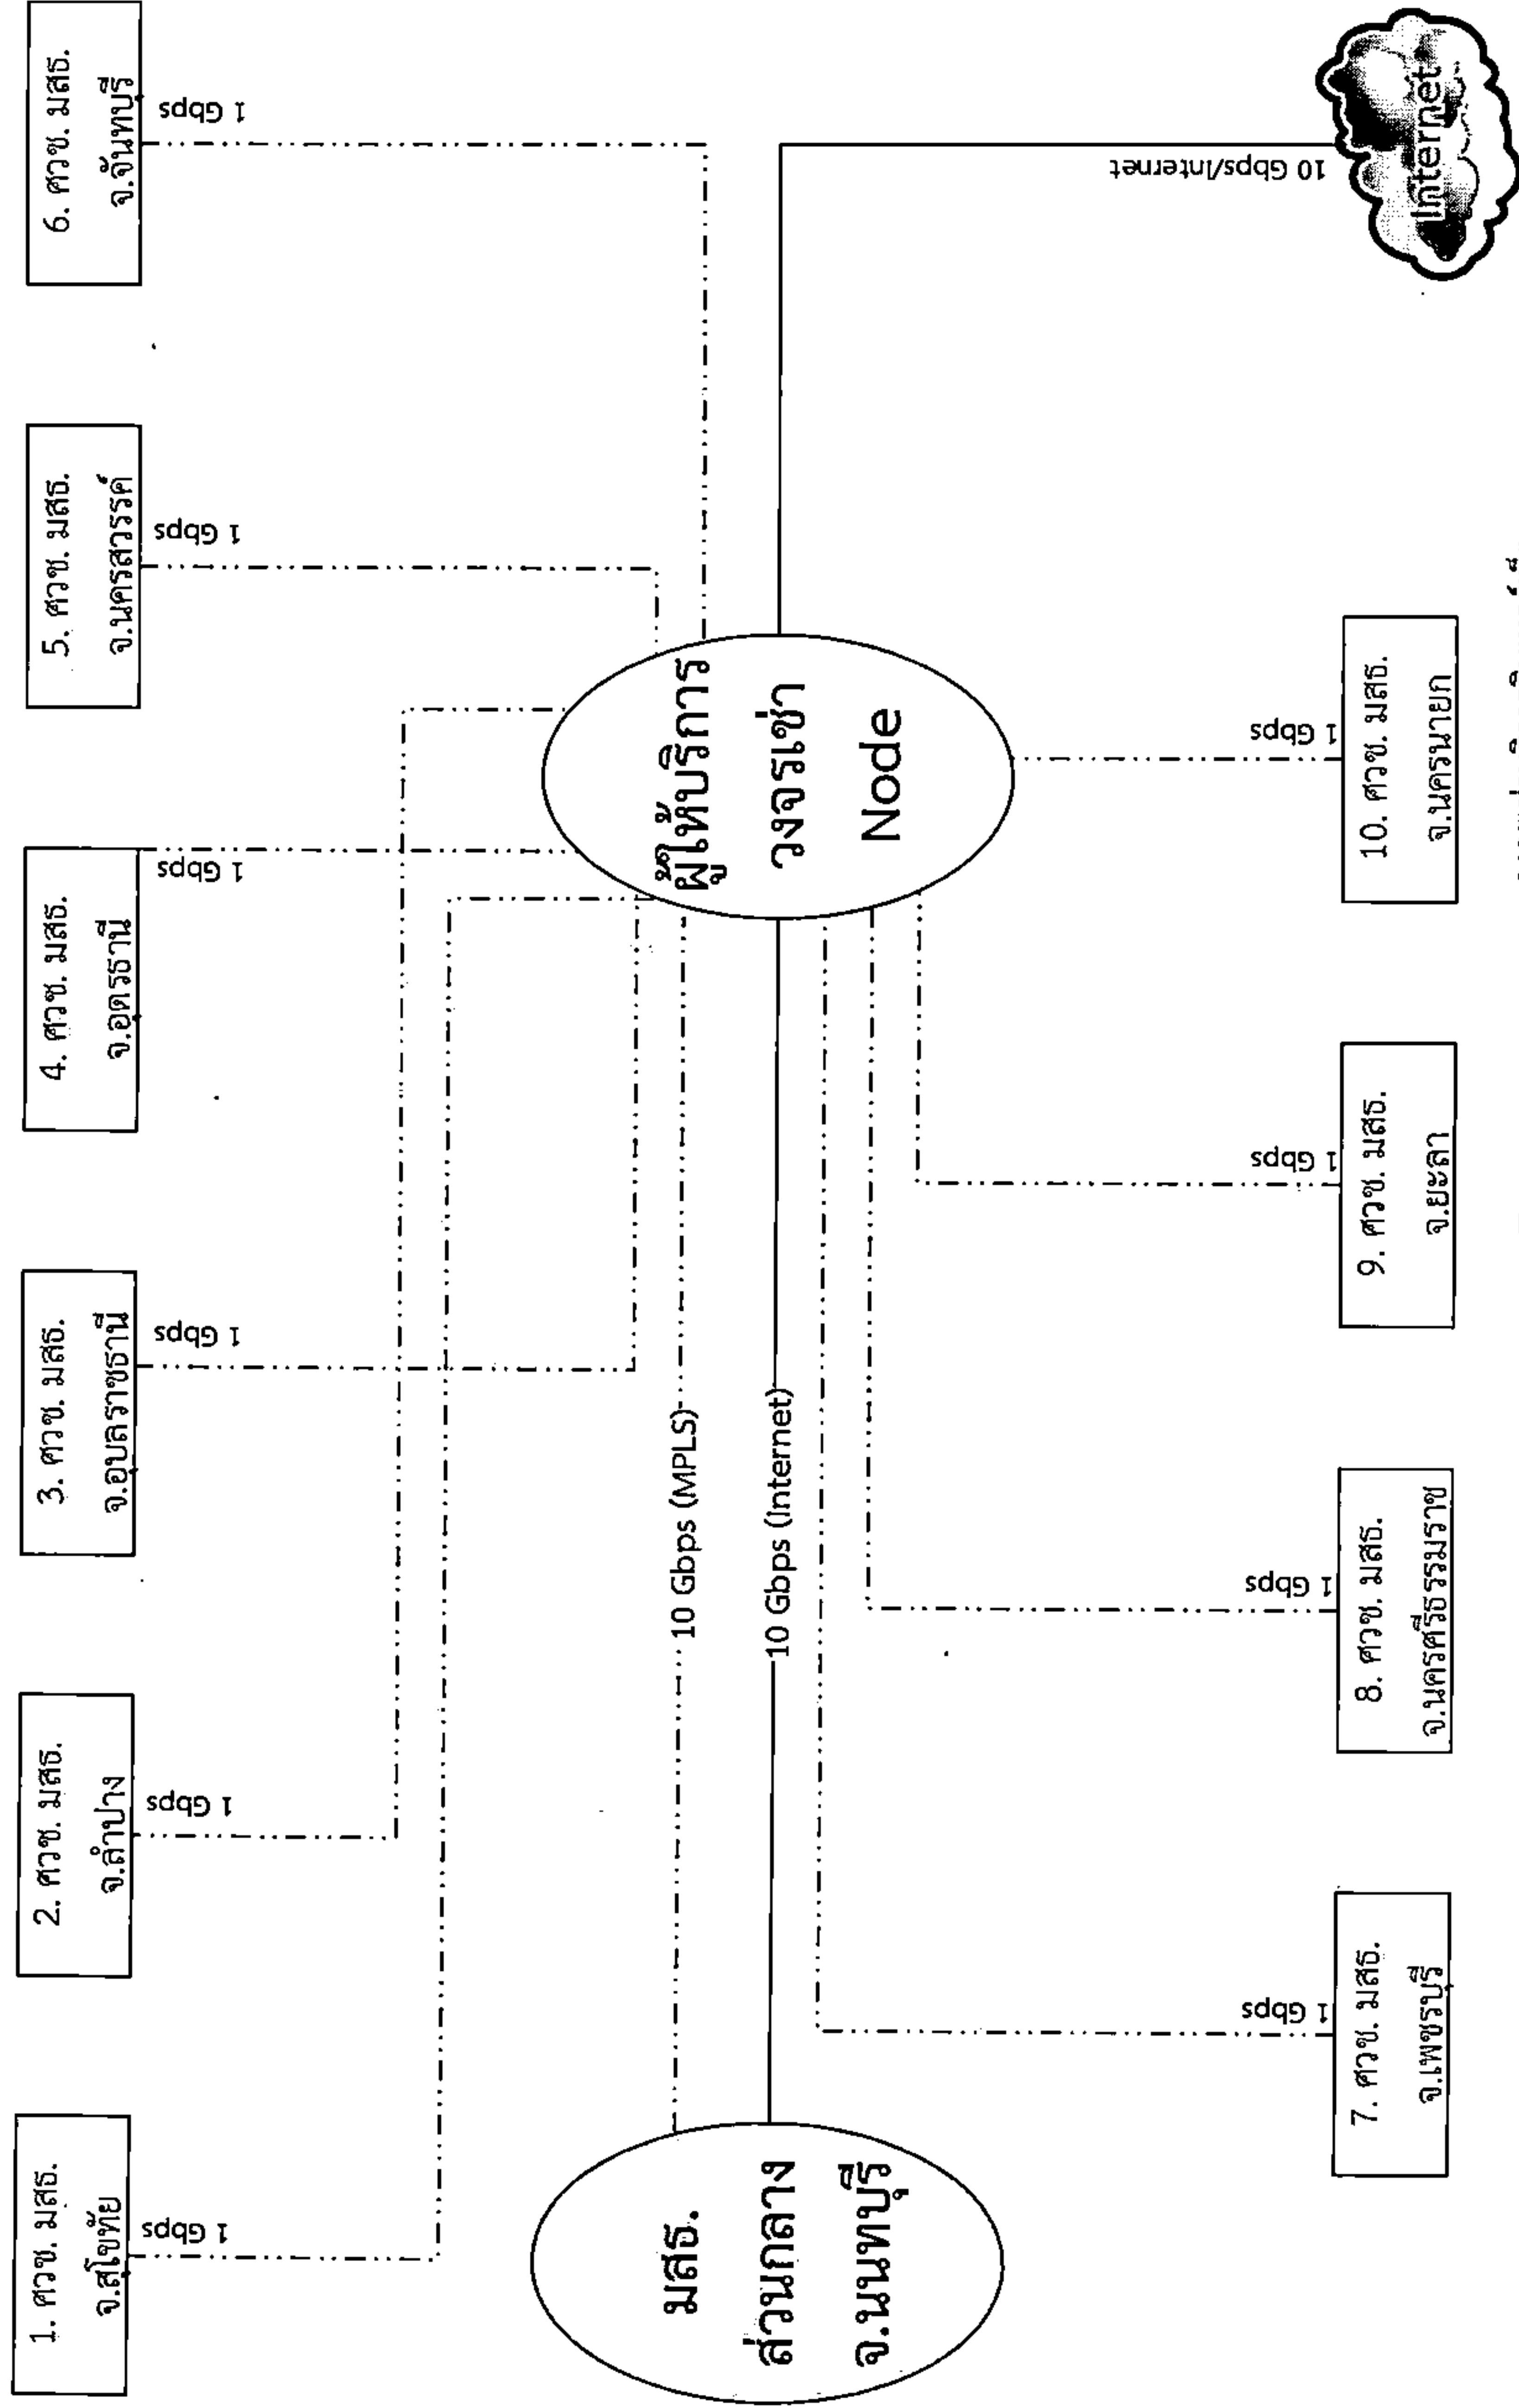 1. ศวช. มสธ.
จ.สุโขทัย
1 Gbps
2. ศวช. มสธ.
จ.ลำปาง
1 Gbps
3. ศวช. มสธ.
จ.อุบลราชธานี
1 Gbps
4. ศวช. มสธ.
จ.อุดรธานี
1 Gbps
5. ศวช. มสธ.
จ.นครสวรรค์
1 Gbps
6. ศวช. มสธ.
จ.จันทบุรี
1 Gbps
มสธ.
ส่วนกลาง
จ.นนทบุรี
10 Gbps (MPLS)
10 Gbps (Internet)
ผู้ให้บริการ
วงจรเช่า
Node
10 Gbps/Internet
Internet
1 Gbps
7. ศวช. มสธ.
จ.เพชรบุรี
1 Gbps
8. ศวช. มสธ.
จ.นครศรีธรรมราช
1 Gbps
9. ศวช. มสธ.
จ.ยะลา
1 Gbps
10. ศวช. มสธ.
จ.นครนายก